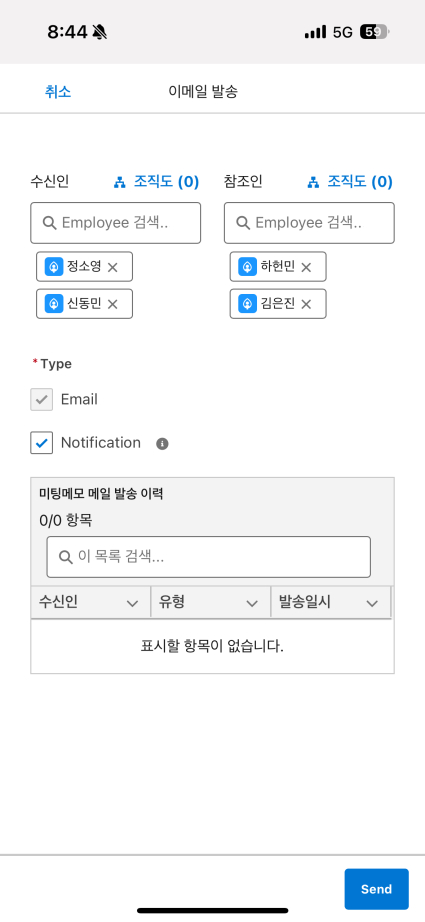 8:44
5G
59
취소
이메일 발송
수신인
조직도 (0)
참조인
조직도 (0)
Employee 검색..
Employee 검색..
정소영
신동민
하헌민
김은진
*Type
Email
Notification
미팅메모 메일 발송 이력
0/0 항목
이 목록 검색...
수신인
유형
발송일시
표시할 항목이 없습니다.
Send